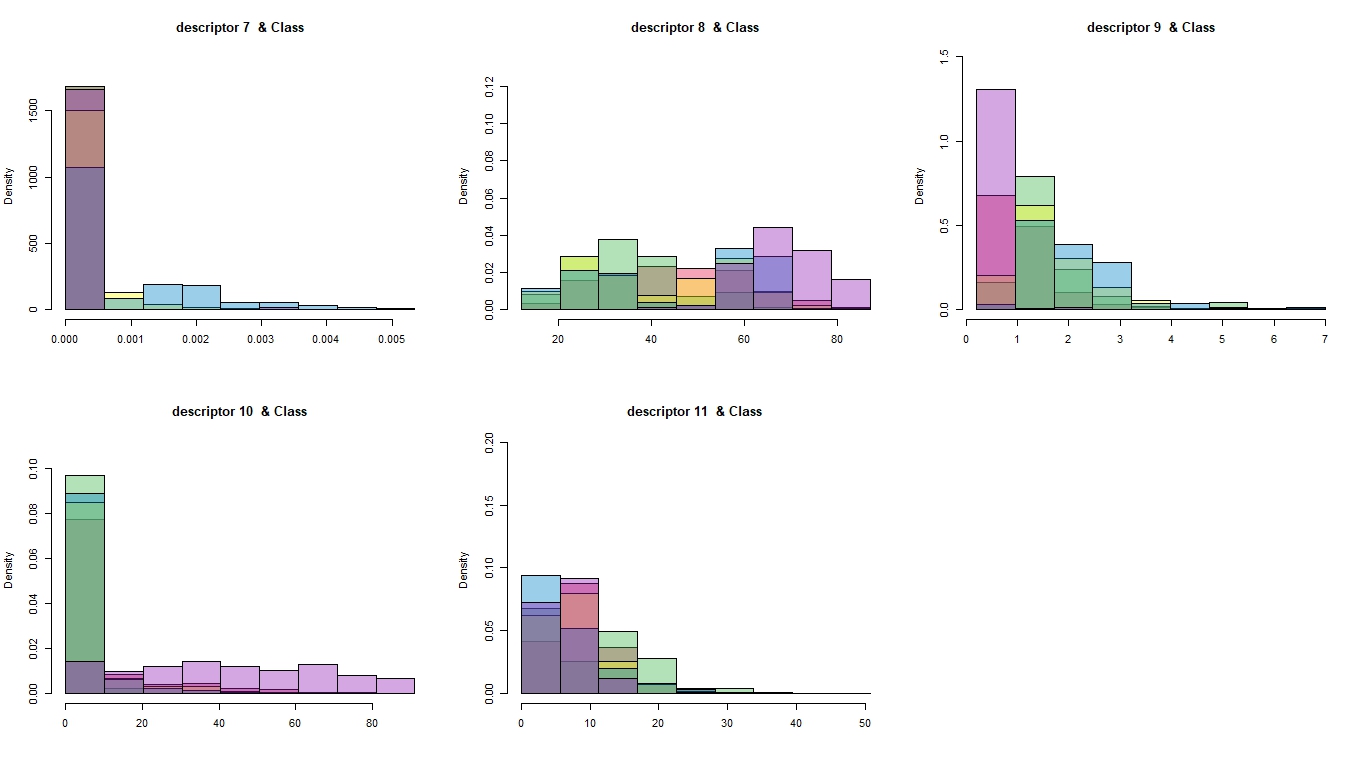 descriptor 7 & Class
descriptor 8 & Class
descriptor 9 & Class
Density
0 500 1000 1500
0.000 0.001 0.002 0.003 0.004 0.005
Density
0.00 0.02 0.04 0.06 0.08 0.10 0.12
20 40 60 80
Density
0.0 0.5 1.0 1.5
0 1 2 3 4 5 6 7
descriptor 10 & Class
descriptor 11 & Class
Density
0.00 0.02 0.04 0.06 0.08 0.10
0 20 40 60 80
Density
0.00 0.05 0.10 0.15 0.20
0 10 20 30 40 50